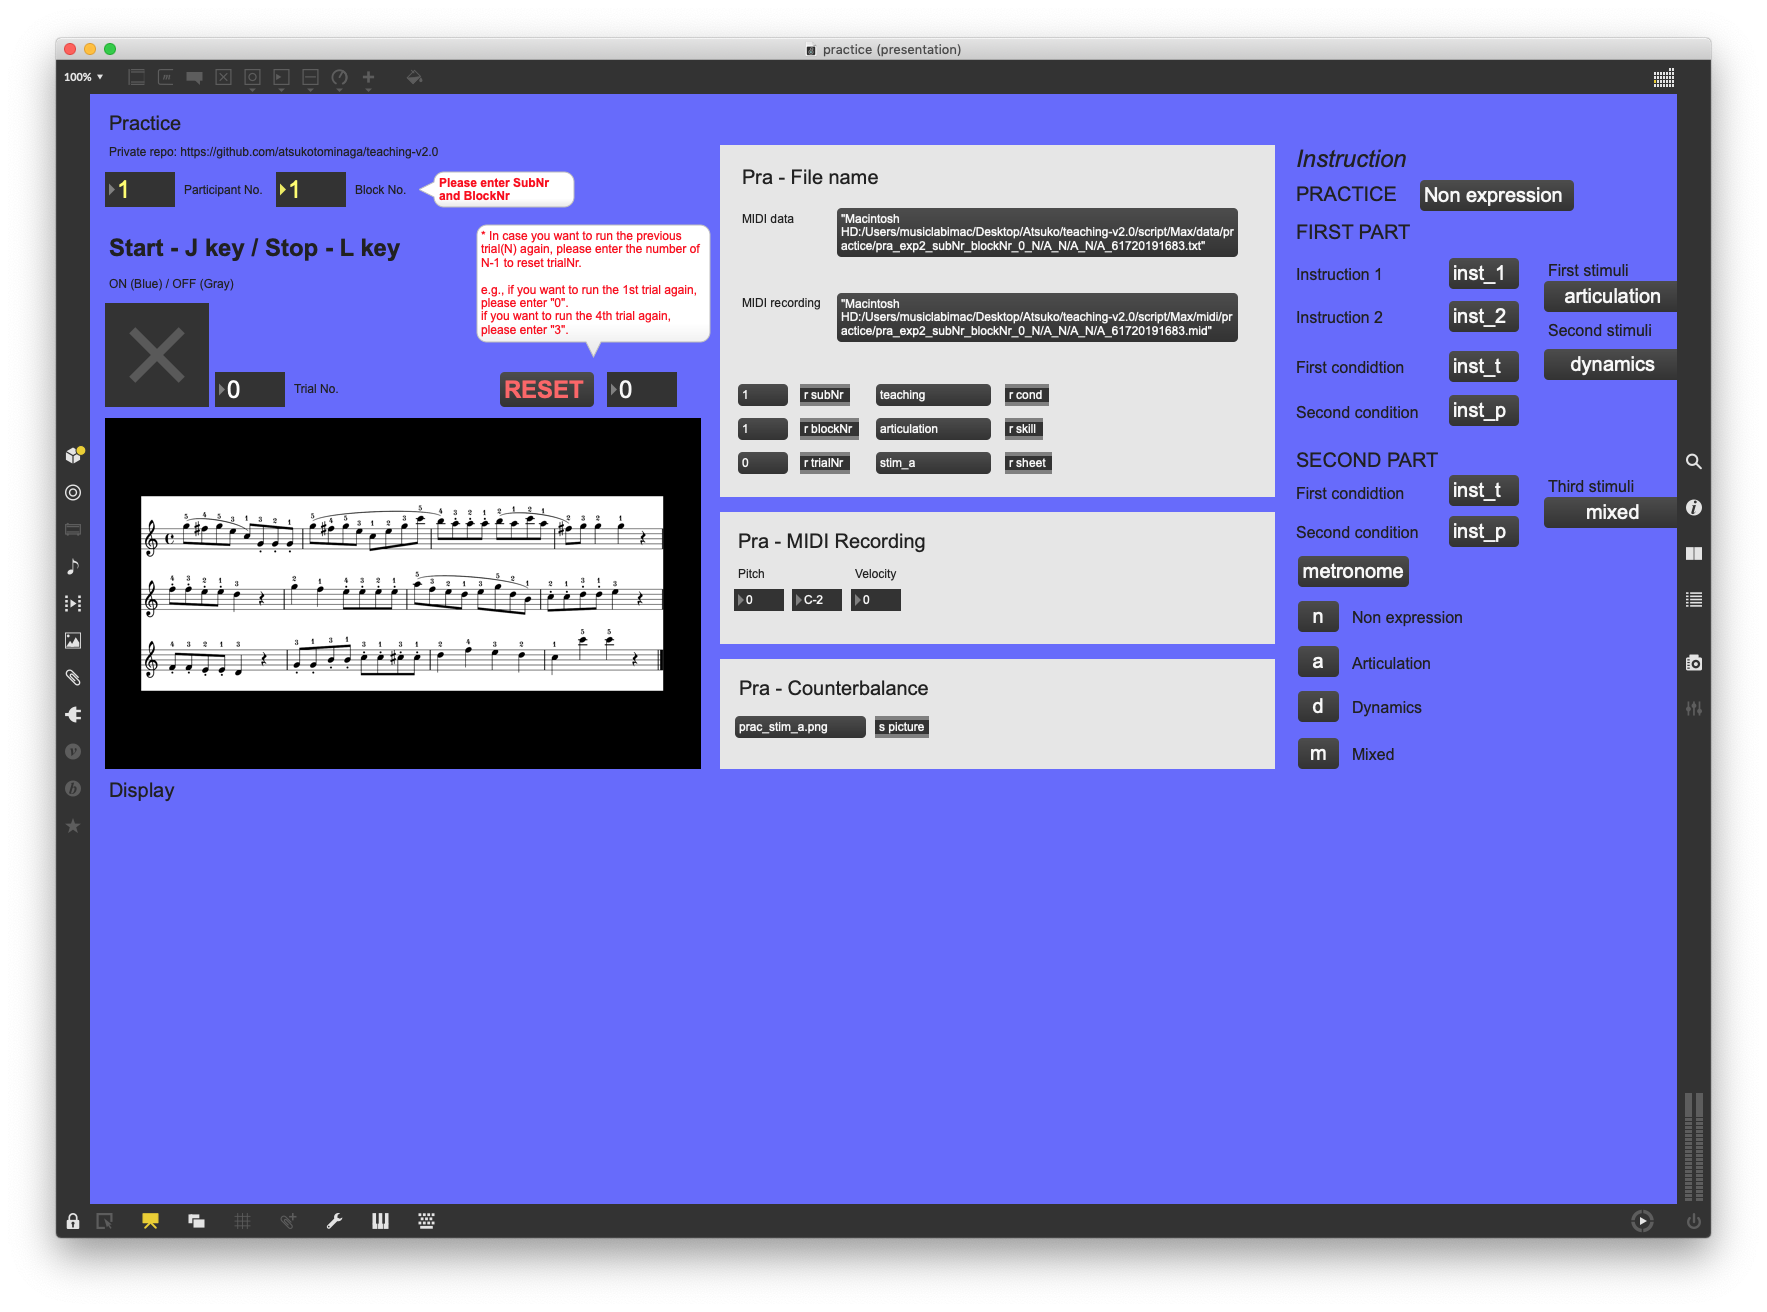 practice (presentation)
100%
Practice
Private repo: https://github.com/atsukotominaga/teaching-v2.0
1
Participant No.
1
Block No.
Please enter SubNr
and BlockNr
Start - J key / Stop - L key
ON (Blue) / OFF (Gray)
* In case you want to run the previous
trial(N) again, please enter the number of
N-1 to reset trialNr.
e.g., if you want to run the 1st trial again,
please enter "0".
if you want to run the 4th trial again,
please enter "3".
0
Trial No.
RESET
0
Display
Pra - File name
MIDI data
"Macintosh
HD:/Users/musiclabimac/Desktop/Atsuko/teaching-v2.0/script/Max/data/pr
actice/pra_exp2_subNr_blockNr_0_N/A_N/A_N/A_61720191683.txt"
MIDI recording
"Macintosh
HD:/Users/musiclabimac/Desktop/Atsuko/teaching-v2.0/script/Max/midi/pr
actice/pra_exp2_subNr_blockNr_0_N/A_N/A_N/A_61720191683.mid"
1
r subNr
teaching
r cond
1
r blockNr
articulation
r skill
0
r trialNr
stim_a
r sheet
Pra - MIDI Recording
Pitch
Velocity
0
C-2
0
Pra - Counterbalance
prac_stim_a.png
s picture
Instruction
PRACTICE
Non expression
FIRST PART
Instruction 1
inst_1
First stimuli
articulation
Instruction 2
inst_2
Second stimuli
First condidtion
inst_t
dynamics
Second condition
inst_p
SECOND PART
First condidtion
inst_t
Third stimuli
mixed
Second condition
inst_p
metronome
n
Non expression
a
Articulation
d
Dynamics
m
Mixed